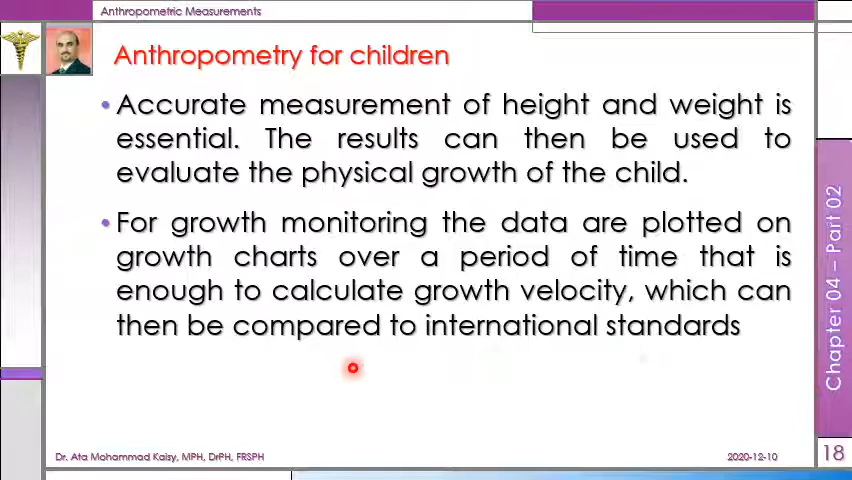 Anthropometric Measurements
Anthropometry for children
• Accurate measurement of height and weight is
essential. The results can then be used to
evaluate the physical growth of the child.
• For growth monitoring the data are plotted on
growth charts over a period of time that is
enough to calculate growth velocity, which can
then be compared to international standards
Chapter 04 – Part 02
Dr. Ata Mohammad Kaisy, MPH, DrPH, FRSPH
2020-12-10
18